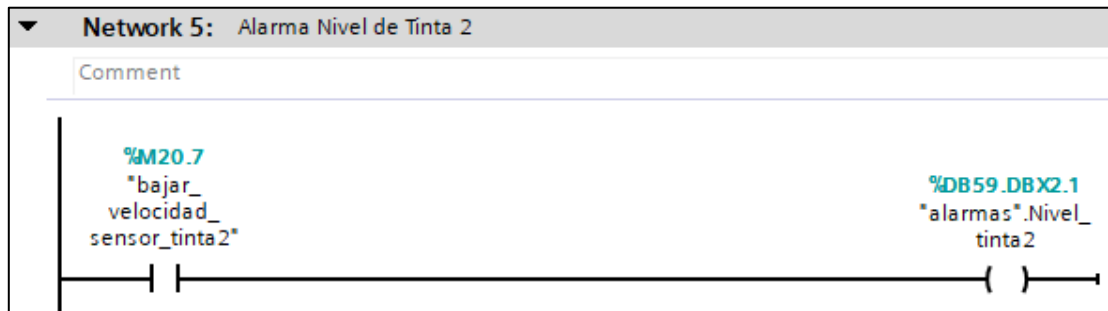 Network 5: Alarma Nivel de Tinta 2
Comment
%M20.7
"bajar_
velocidad_
sensor_tinta2"
%DB59.DBX2.1
"alarmas".Nivel_
tinta2